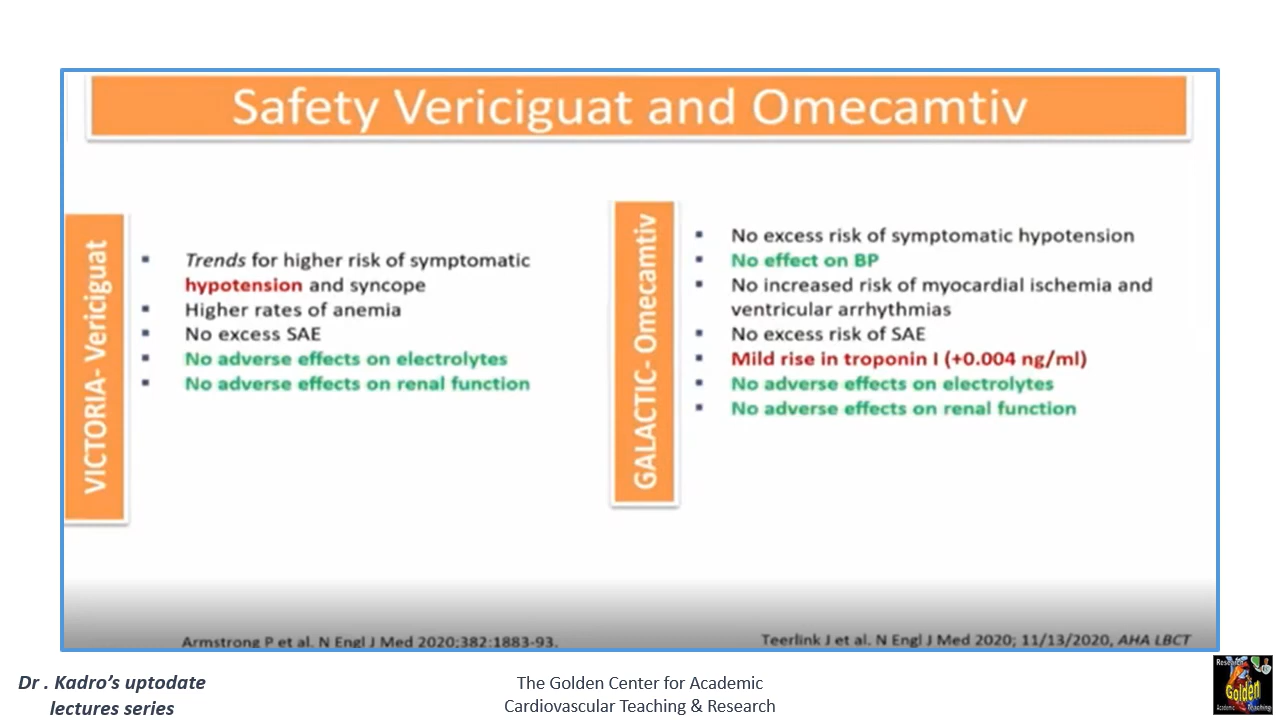 Safety Vericiguat and Omecamtiv
VICTORIA- Vericiguat
▪ Trends for higher risk of symptomatic
hypotension and syncope
▪ Higher rates of anemia
▪ No excess SAE
▪ No adverse effects on electrolytes
▪ No adverse effects on renal function
GALACTIC- Omecamtiv
▪ No excess risk of symptomatic hypotension
▪ No effect on BP
▪ No increased risk of myocardial ischemia and
ventricular arrhythmias
▪ No excess risk of SAE
▪ Mild rise in troponin I (+0.004 ng/ml)
▪ No adverse effects on electrolytes
▪ No adverse effects on renal function
Armstrong P et al. N Engl J Med 2020;382:1883-93.
Teerlink J et al. N Engl J Med 2020; 11/13/2020, AHA LBCT
Dr . Kadro’s uptodate
lectures series
The Golden Center for Academic
Cardiovascular Teaching & Research
Research
Golden
Academic Teaching